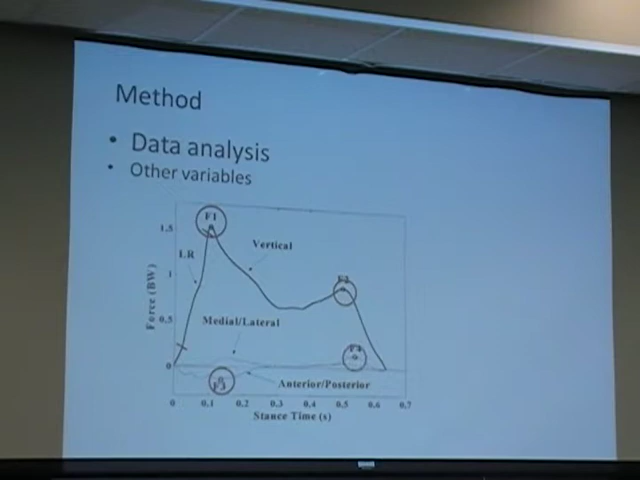 Method
• Data analysis
• Other variables
F1
1.5
Vertical
LR
1
F2
Force (BW)
0.5
Medial/Lateral
F4
0
F3
Anterior/Posterior
0 0.1 0.2 0.3 0.4 0.5 0.6 0.7
Stance Time (s)